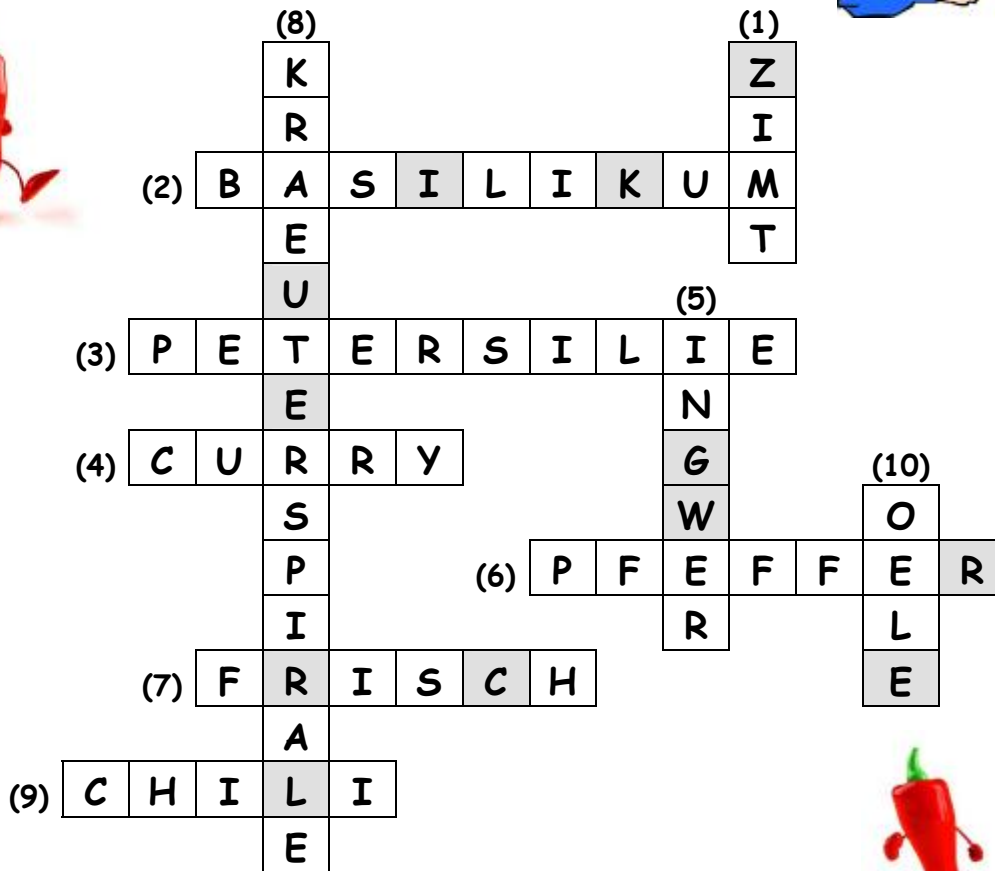 (8) (1)
K Z
R I
(2) B A S I L I K U M
E T
U (5)
(3) P E T E R S I L I E
E N
(4) C U R R Y G (10)
S W O
P (6) P F E F F E R
I R L
(7) F R I S C H E
A
(9) C H I L I
E